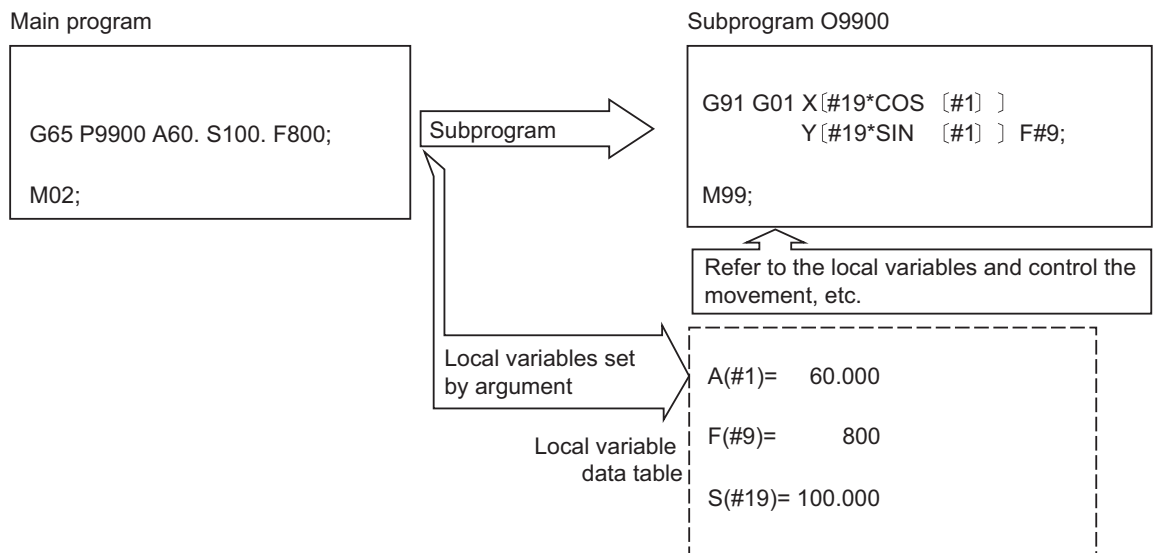 Main program
G65 P9900 A60. S100. F800;
M02;
Subprogram
Subprogram O9900
G91 G01 X〔#19*COS 〔#1〕 〕
Y〔#19*SIN 〔#1〕 〕 F#9;
M99;
Refer to the local variables and control the
movement, etc.
Local variables set
by argument
Local variable
data table
A(#1)= 60.000
F(#9)= 800
S(#19)= 100.000